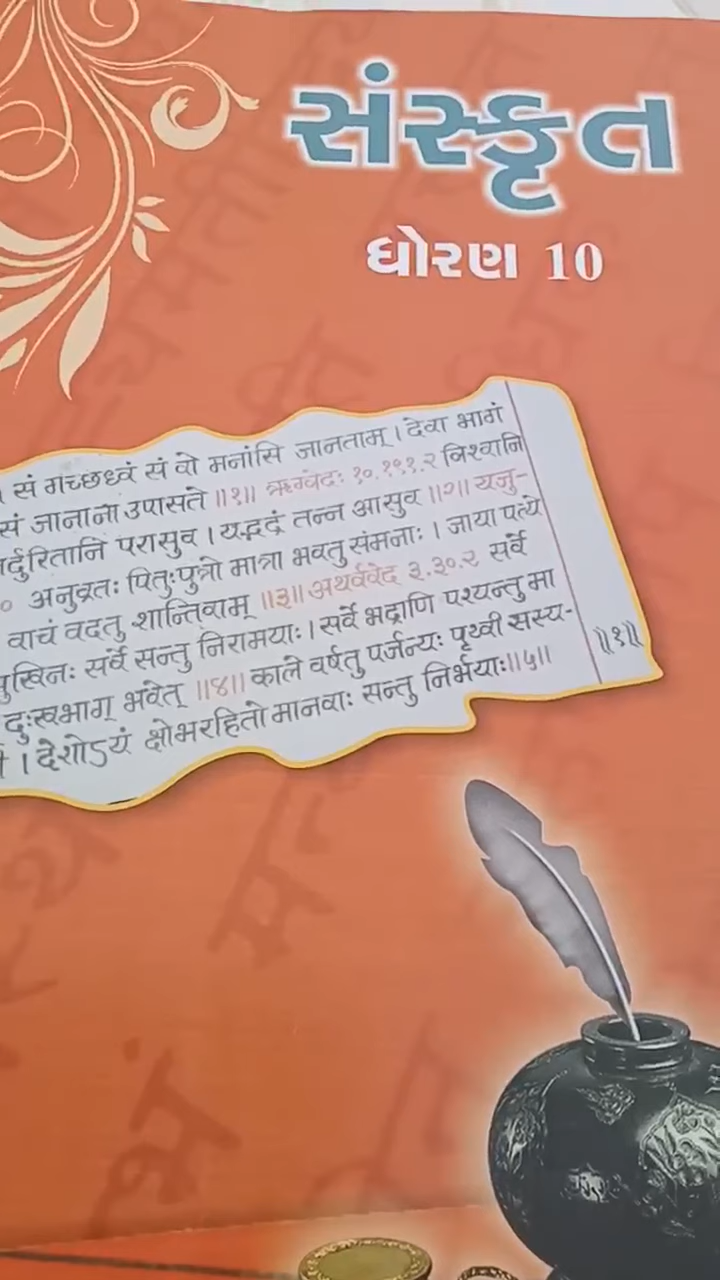 સંસ્કૃત
ધોરણ 10
। सं गच्छध्वं सं वो मनांसि जानताम् । देवा भागं
सं जानाना उपासते ॥१॥ ऋग्वेदः १०.१९१.२ विश्वानि
र्दुरितानि परासुव । यद्भद्रं तन्न आसुव ॥२॥ यजु-
० अनुव्रतः पितुःपुत्रो मात्रा भवतु संमनाः । जाया पत्ये
वाचं वदतु शान्तिवाम् ॥३॥ अथर्ववेद ३.३०.२ सर्वे
सुखिनः सर्वे सन्तु निरामयाः । सर्वे भद्राणि पश्यन्तु मा
दुःखभाग् भवेत् ॥४॥ काले वर्षतु पर्जन्यः पृथ्वी सस्य-
। देशोऽयं क्षोभरहितो मानवाः सन्तु निर्भयाः॥५॥
॥१॥